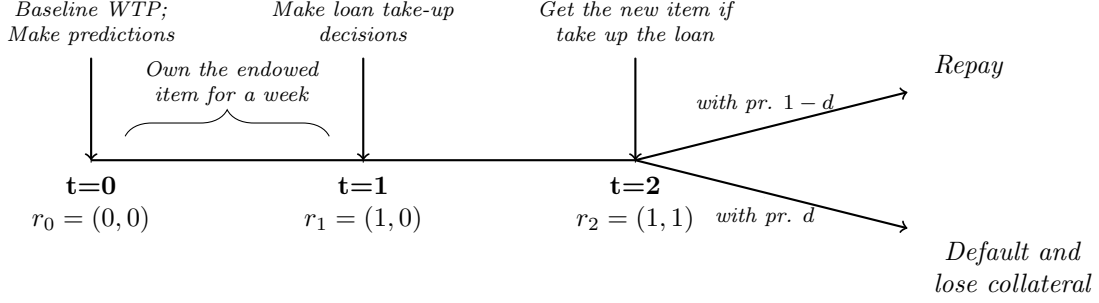 Baseline WTP;
Make predictions
Make loan take-up
decisions
Get the new item if
take up the loan
Own the endowed
item for a week
Repay
with pr. 1 − d
t=0
t=1
t=2
r₀ = (0, 0)
r₁ = (1, 0)
r₂ = (1, 1)
with pr. d
Default and
lose collateral